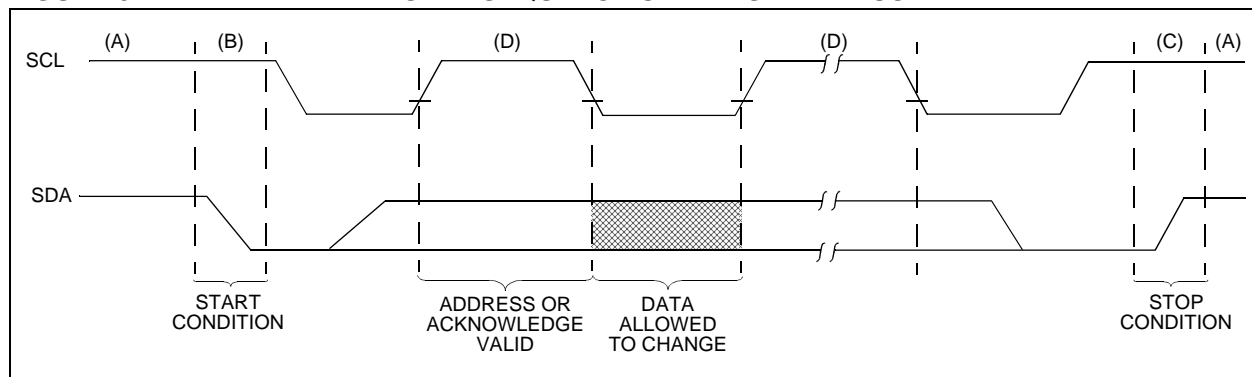 (A) (B) (D) (D) (C) (A)
SCL
SDA
START
CONDITION
ADDRESS OR
ACKNOWLEDGE
VALID
DATA
ALLOWED
TO CHANGE
STOP
CONDITION